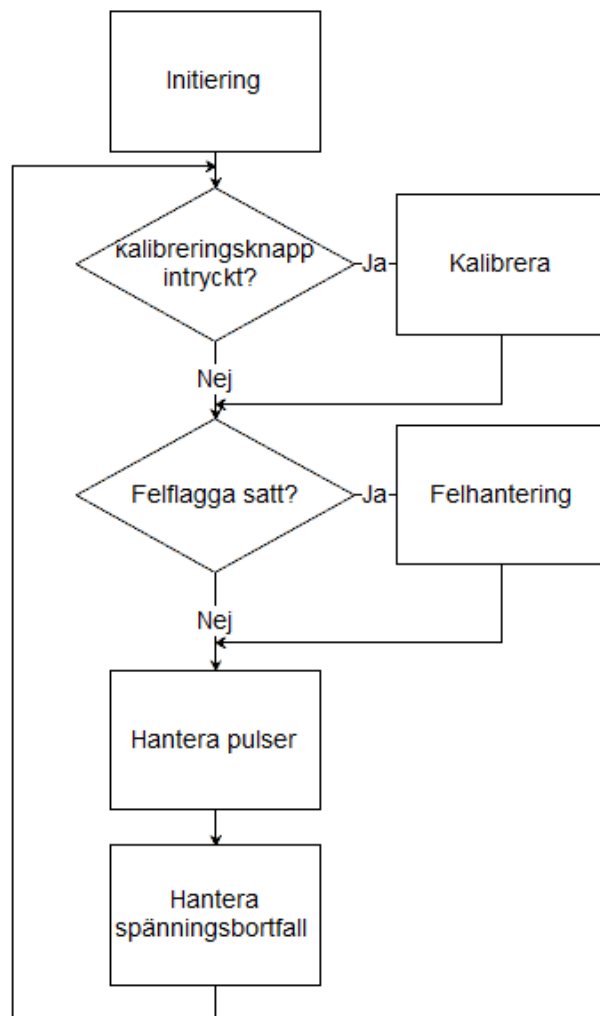 Initiering
kalibreringsknapp
intryckt?
Ja
Kalibrera
Nej
Felflagga satt?
Ja
Felhantering
Nej
Hantera pulser
Hantera
spänningsbortfall